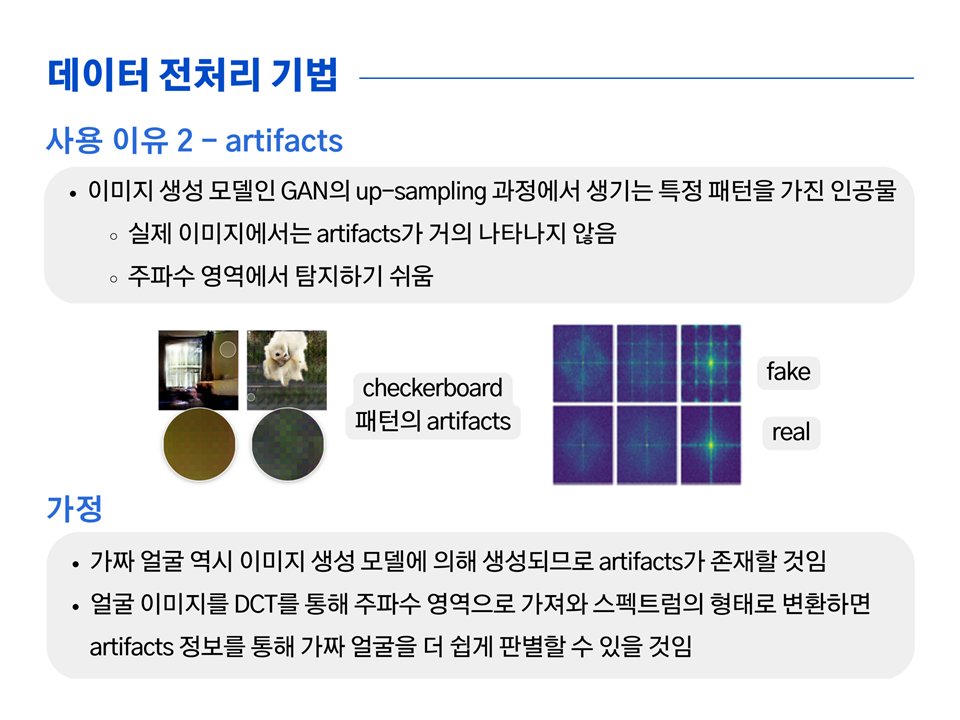 데이터 전처리 기법
사용 이유 2 – artifacts
• 이미지 생성 모델인 GAN의 up-sampling 과정에서 생기는 특정 패턴을 가진 인공물
◦ 실제 이미지에서는 artifacts가 거의 나타나지 않음
◦ 주파수 영역에서 탐지하기 쉬움
checkerboard
패턴의 artifacts
fake
real
가정
• 가짜 얼굴 역시 이미지 생성 모델에 의해 생성되므로 artifacts가 존재할 것임
• 얼굴 이미지를 DCT를 통해 주파수 영역으로 가져와 스펙트럼의 형태로 변환하면
artifacts 정보를 통해 가짜 얼굴을 더 쉽게 판별할 수 있을 것임